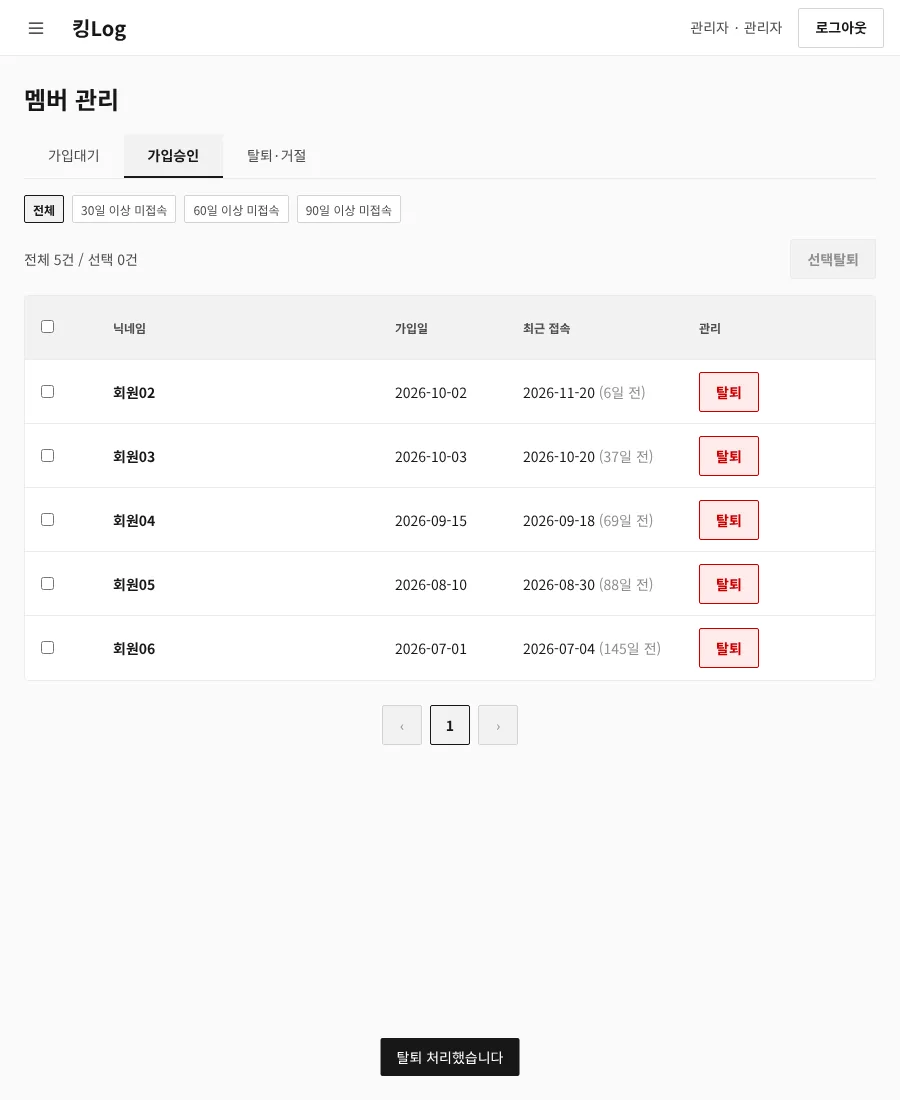 킹Log
관리자 · 관리자
로그아웃
멤버 관리
가입대기 가입승인 탈퇴·거절
전체 30일 이상 미접속 60일 이상 미접속 90일 이상 미접속
전체 5건 / 선택 0건
선택탈퇴
닉네임 가입일 최근 접속 관리
회원02 2026-10-02 2026-11-20 (6일 전) 탈퇴
회원03 2026-10-03 2026-10-20 (37일 전) 탈퇴
회원04 2026-09-15 2026-09-18 (69일 전) 탈퇴
회원05 2026-08-10 2026-08-30 (88일 전) 탈퇴
회원06 2026-07-01 2026-07-04 (145일 전) 탈퇴
‹ 1 ›
탈퇴 처리했습니다